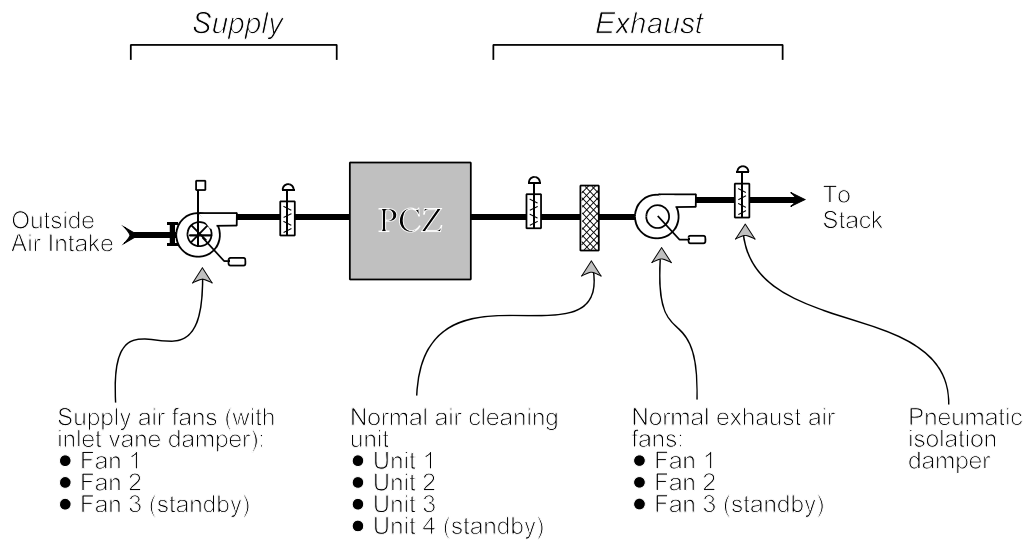 Supply
Exhaust
Outside
Air Intake
PCZ
To
Stack
Supply air fans (with
inlet vane damper):
● Fan 1
● Fan 2
● Fan 3 (standby)
Normal air cleaning
unit
● Unit 1
● Unit 2
● Unit 3
● Unit 4 (standby)
Normal exhaust air
fans:
● Fan 1
● Fan 2
● Fan 3 (standby)
Pneumatic
isolation
damper